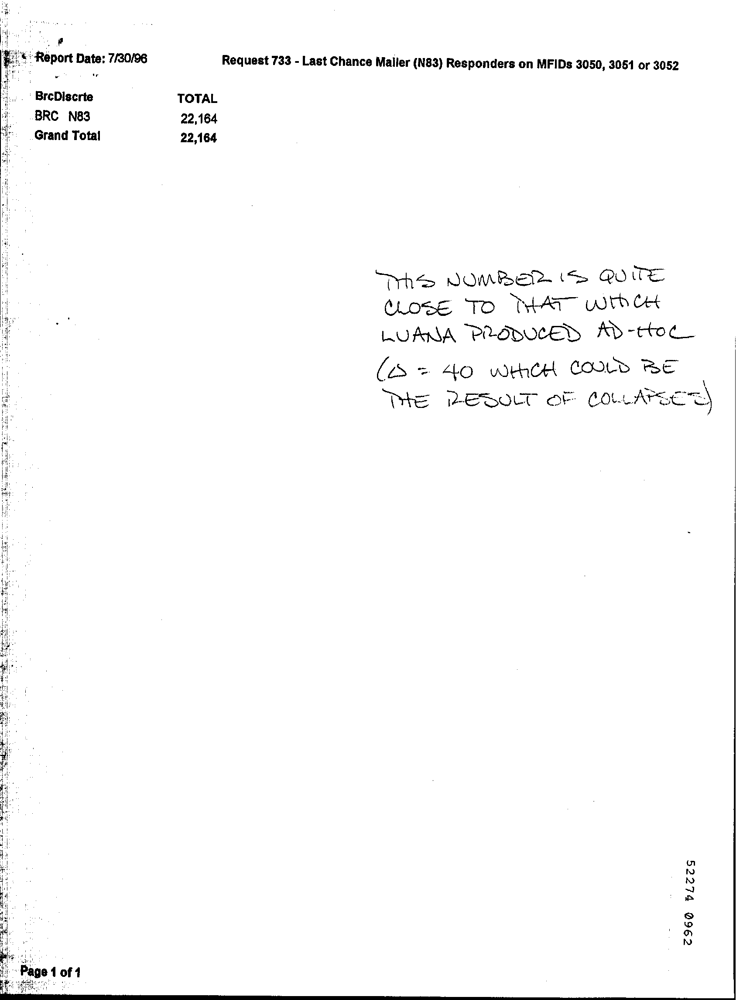 Report Date: 7/30/96 Request 733 - Last Chance Mailer (N83) Responders on MFIDs 3050, 3051 or 3052
BrcDiscrte TOTAL
BRC N83 22,164
Grand Total 22,164
THIS NUMBER IS QUITE
CLOSE TO THAT WHICH
LUANA PRODUCED AD-HOC
(Δ = 40 WHICH COULD BE
THE RESULT OF COLLAPSES)
52274 0962
Page 1 of 1